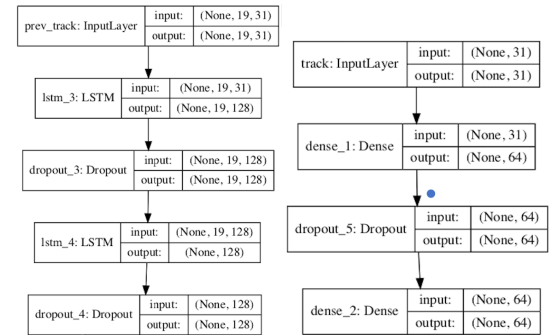 prev_track: InputLayer
input: (None, 19, 31)
output: (None, 19, 31)
lstm_3: LSTM
input: (None, 19, 31)
output: (None, 19, 128)
dropout_3: Dropout
input: (None, 19, 128)
output: (None, 19, 128)
lstm_4: LSTM
input: (None, 19, 128)
output: (None, 128)
dropout_4: Dropout
input: (None, 128)
output: (None, 128)
track: InputLayer
input: (None, 31)
output: (None, 31)
dense_1: Dense
input: (None, 31)
output: (None, 64)
dropout_5: Dropout
input: (None, 64)
output: (None, 64)
dense_2: Dense
input: (None, 64)
output: (None, 64)